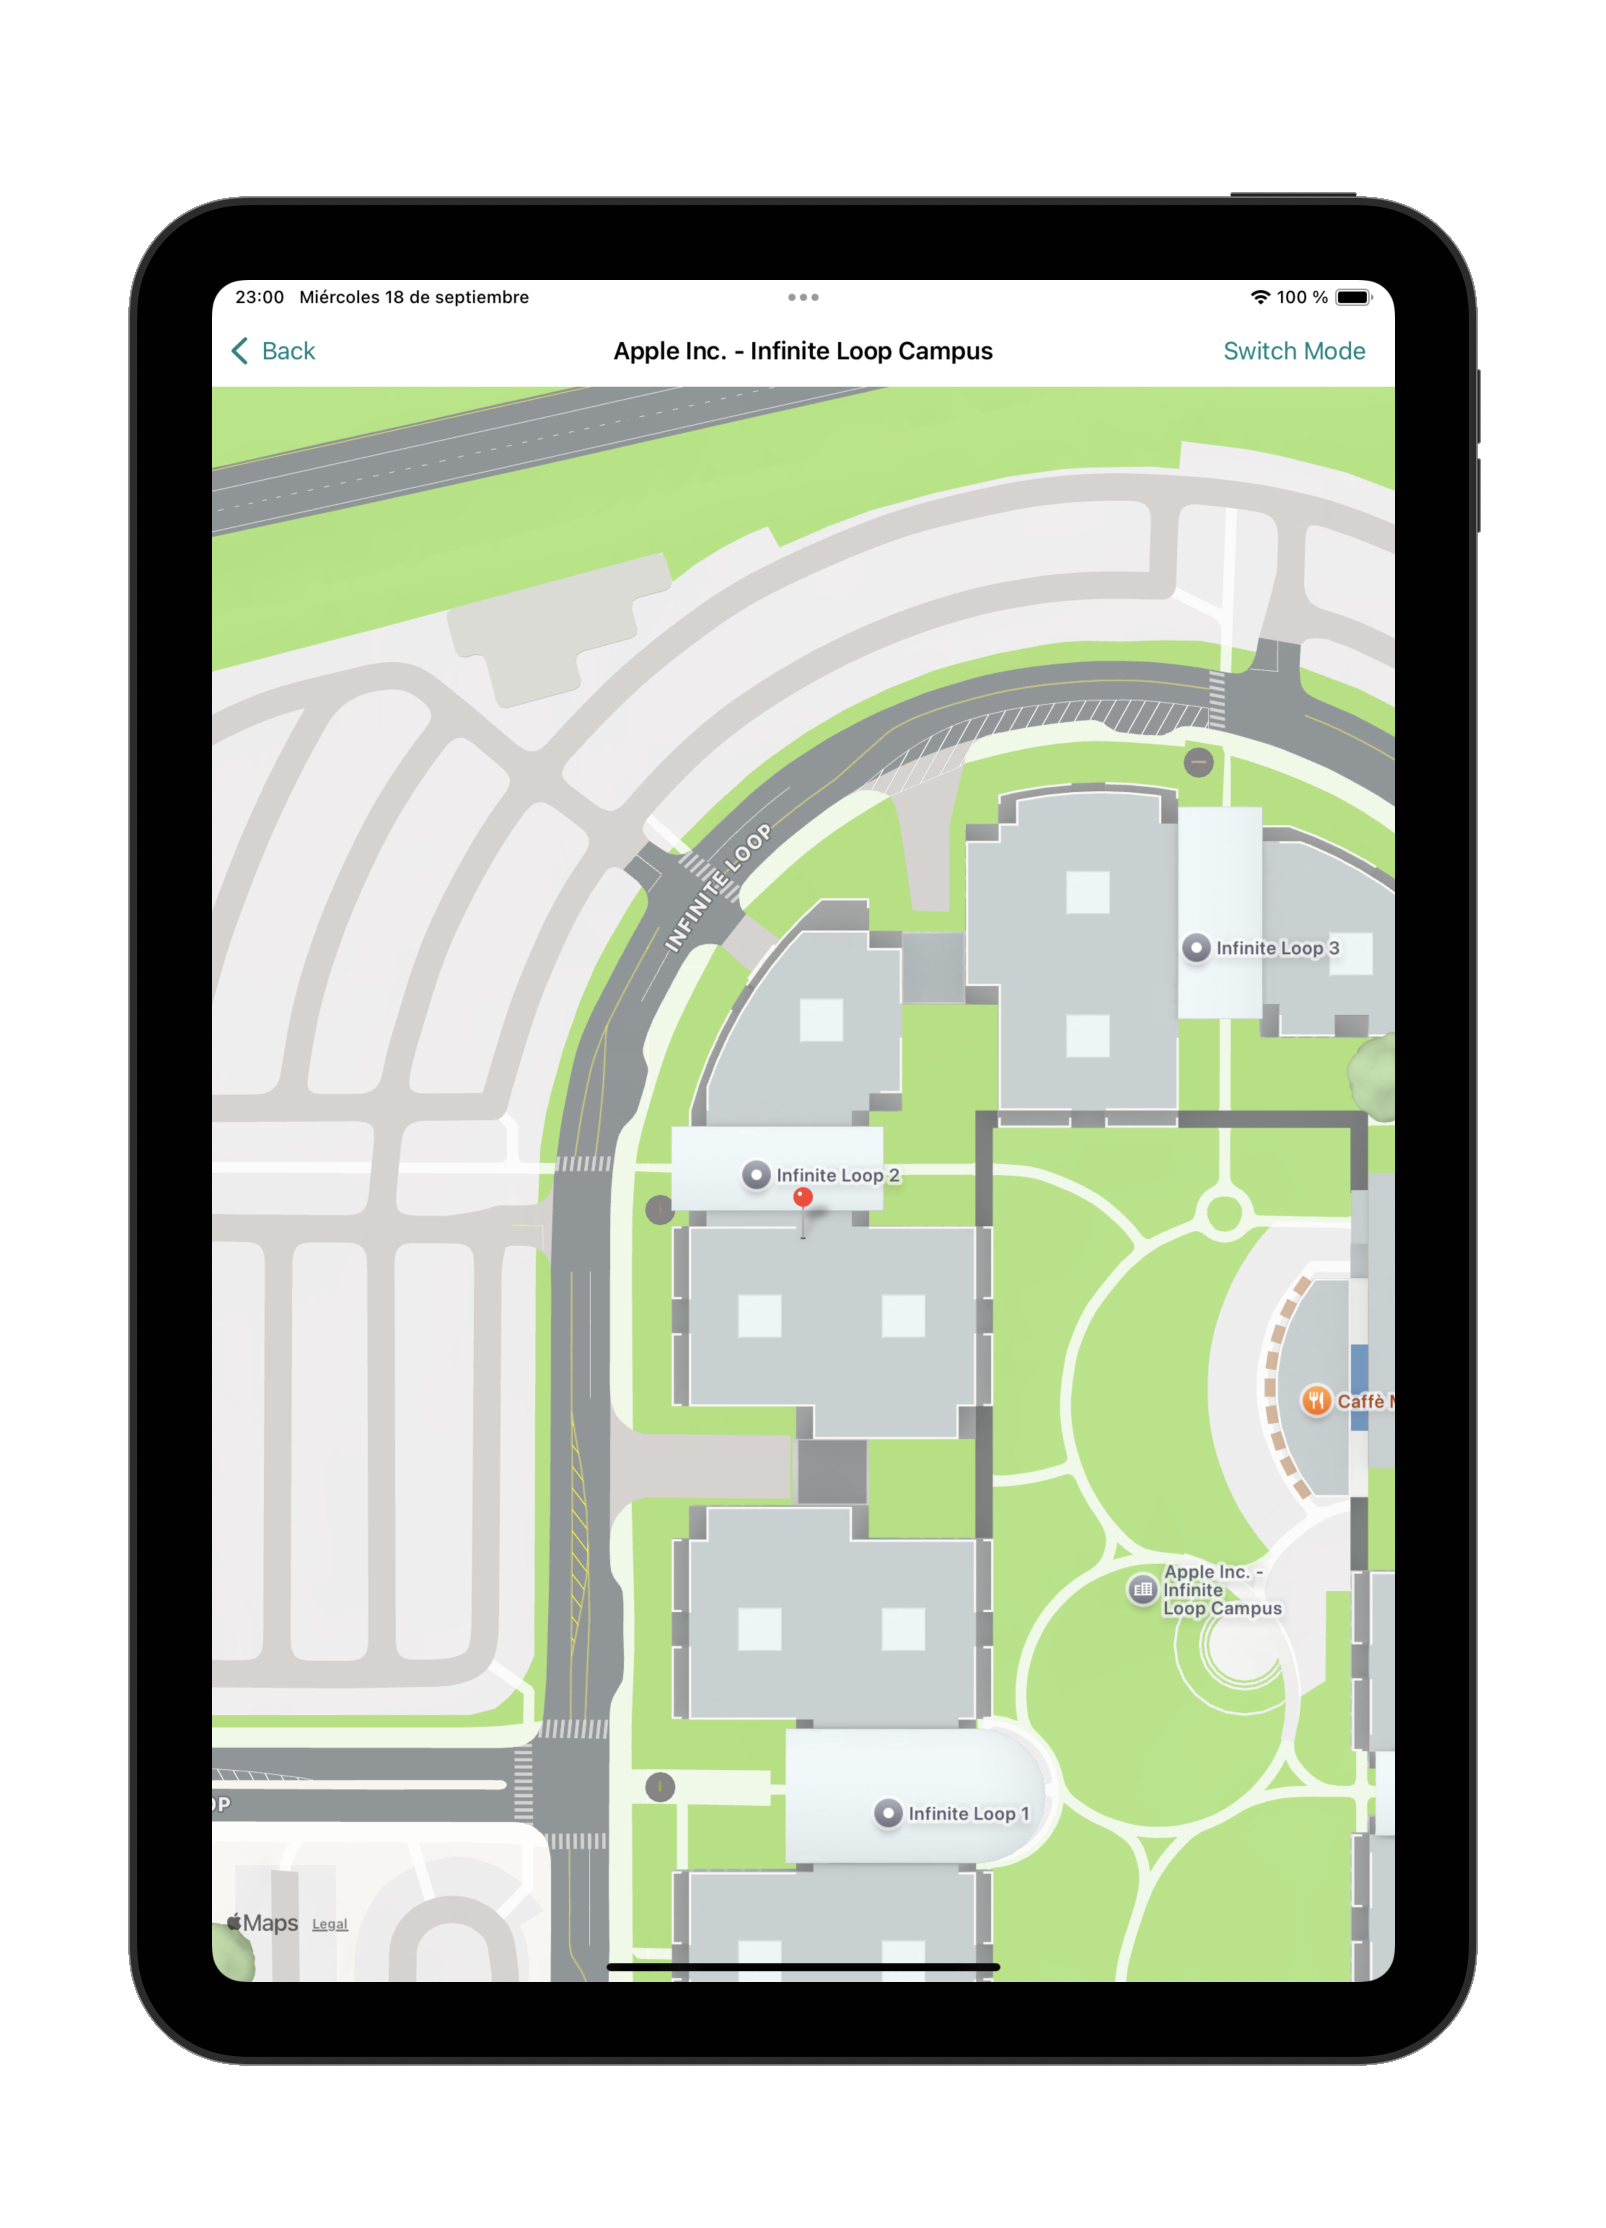 23:00 Miércoles 18 de septiembre
100 %
Back
Apple Inc. - Infinite Loop Campus
Switch Mode
INFINITE LOOP
Infinite Loop 3
Infinite Loop 2
Caffè
Apple Inc. -
Infinite
Loop Campus
Infinite Loop 1
OP
Maps Legal